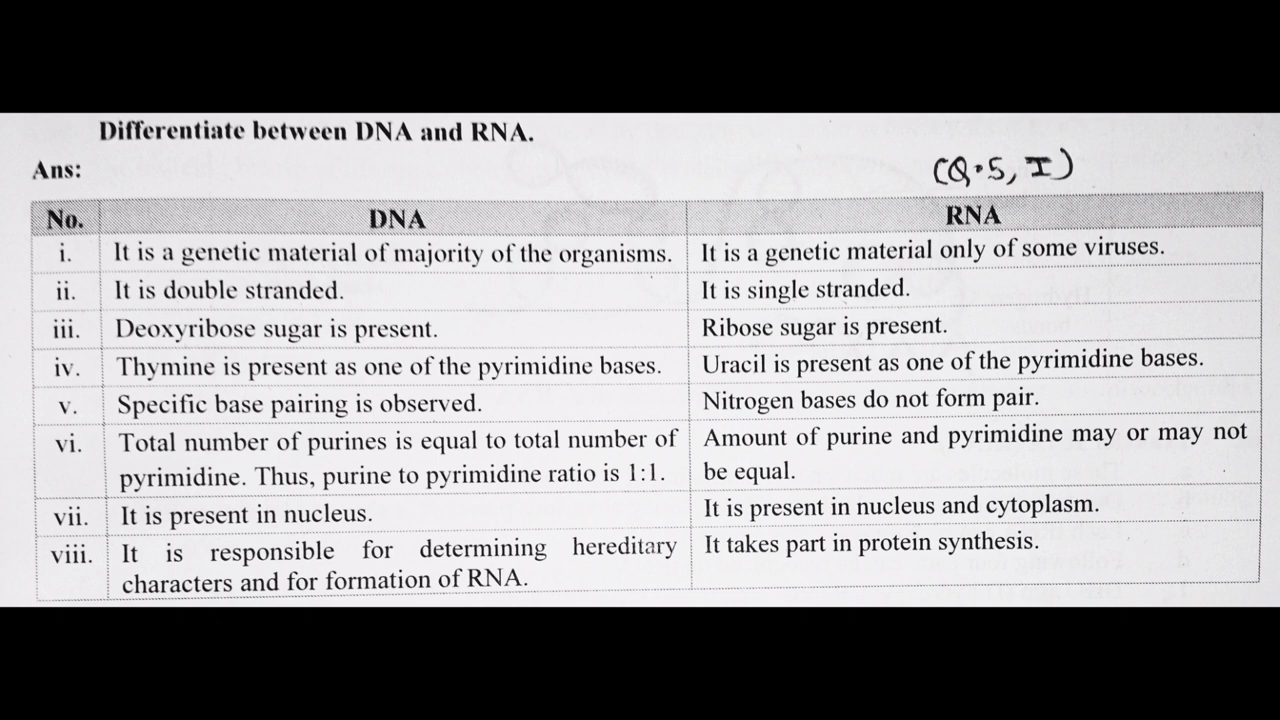 Differentiate between DNA and RNA.
Ans:
(Q.5, I)
No. DNA RNA
i. It is a genetic material of majority of the organisms. It is a genetic material only of some viruses.
ii. It is double stranded. It is single stranded.
iii. Deoxyribose sugar is present. Ribose sugar is present.
iv. Thymine is present as one of the pyrimidine bases. Uracil is present as one of the pyrimidine bases.
v. Specific base pairing is observed. Nitrogen bases do not form pair.
vi. Total number of purines is equal to total number of Amount of purine and pyrimidine may or may not
pyrimidine. Thus, purine to pyrimidine ratio is 1:1. be equal.
vii. It is present in nucleus. It is present in nucleus and cytoplasm.
viii. It is responsible for determining hereditary It takes part in protein synthesis.
characters and for formation of RNA.